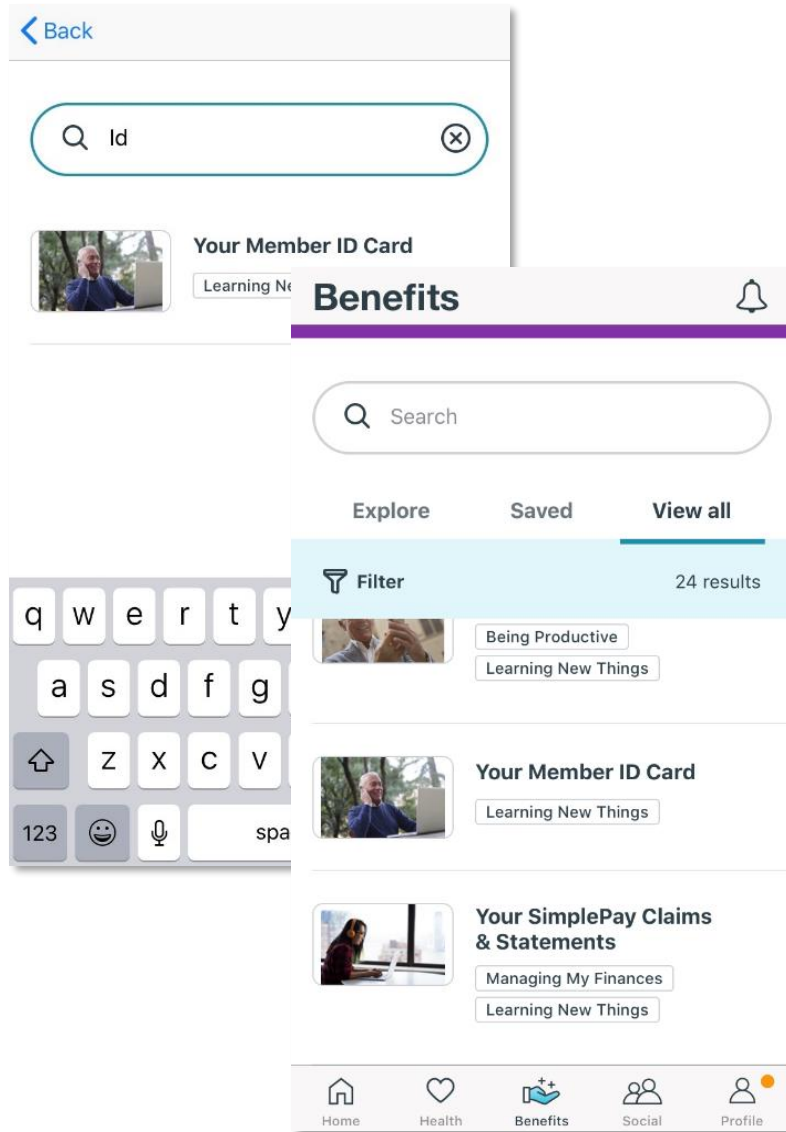 Back
Id
Your Member ID Card
Learning Ne
q w e r t y
a s d f g
z x c v
123 spa
Benefits
Search
Explore Saved View all
Filter 24 results
Being Productive
Learning New Things
Your Member ID Card
Learning New Things
Your SimplePay Claims
& Statements
Managing My Finances
Learning New Things
Home Health Benefits Social Profile